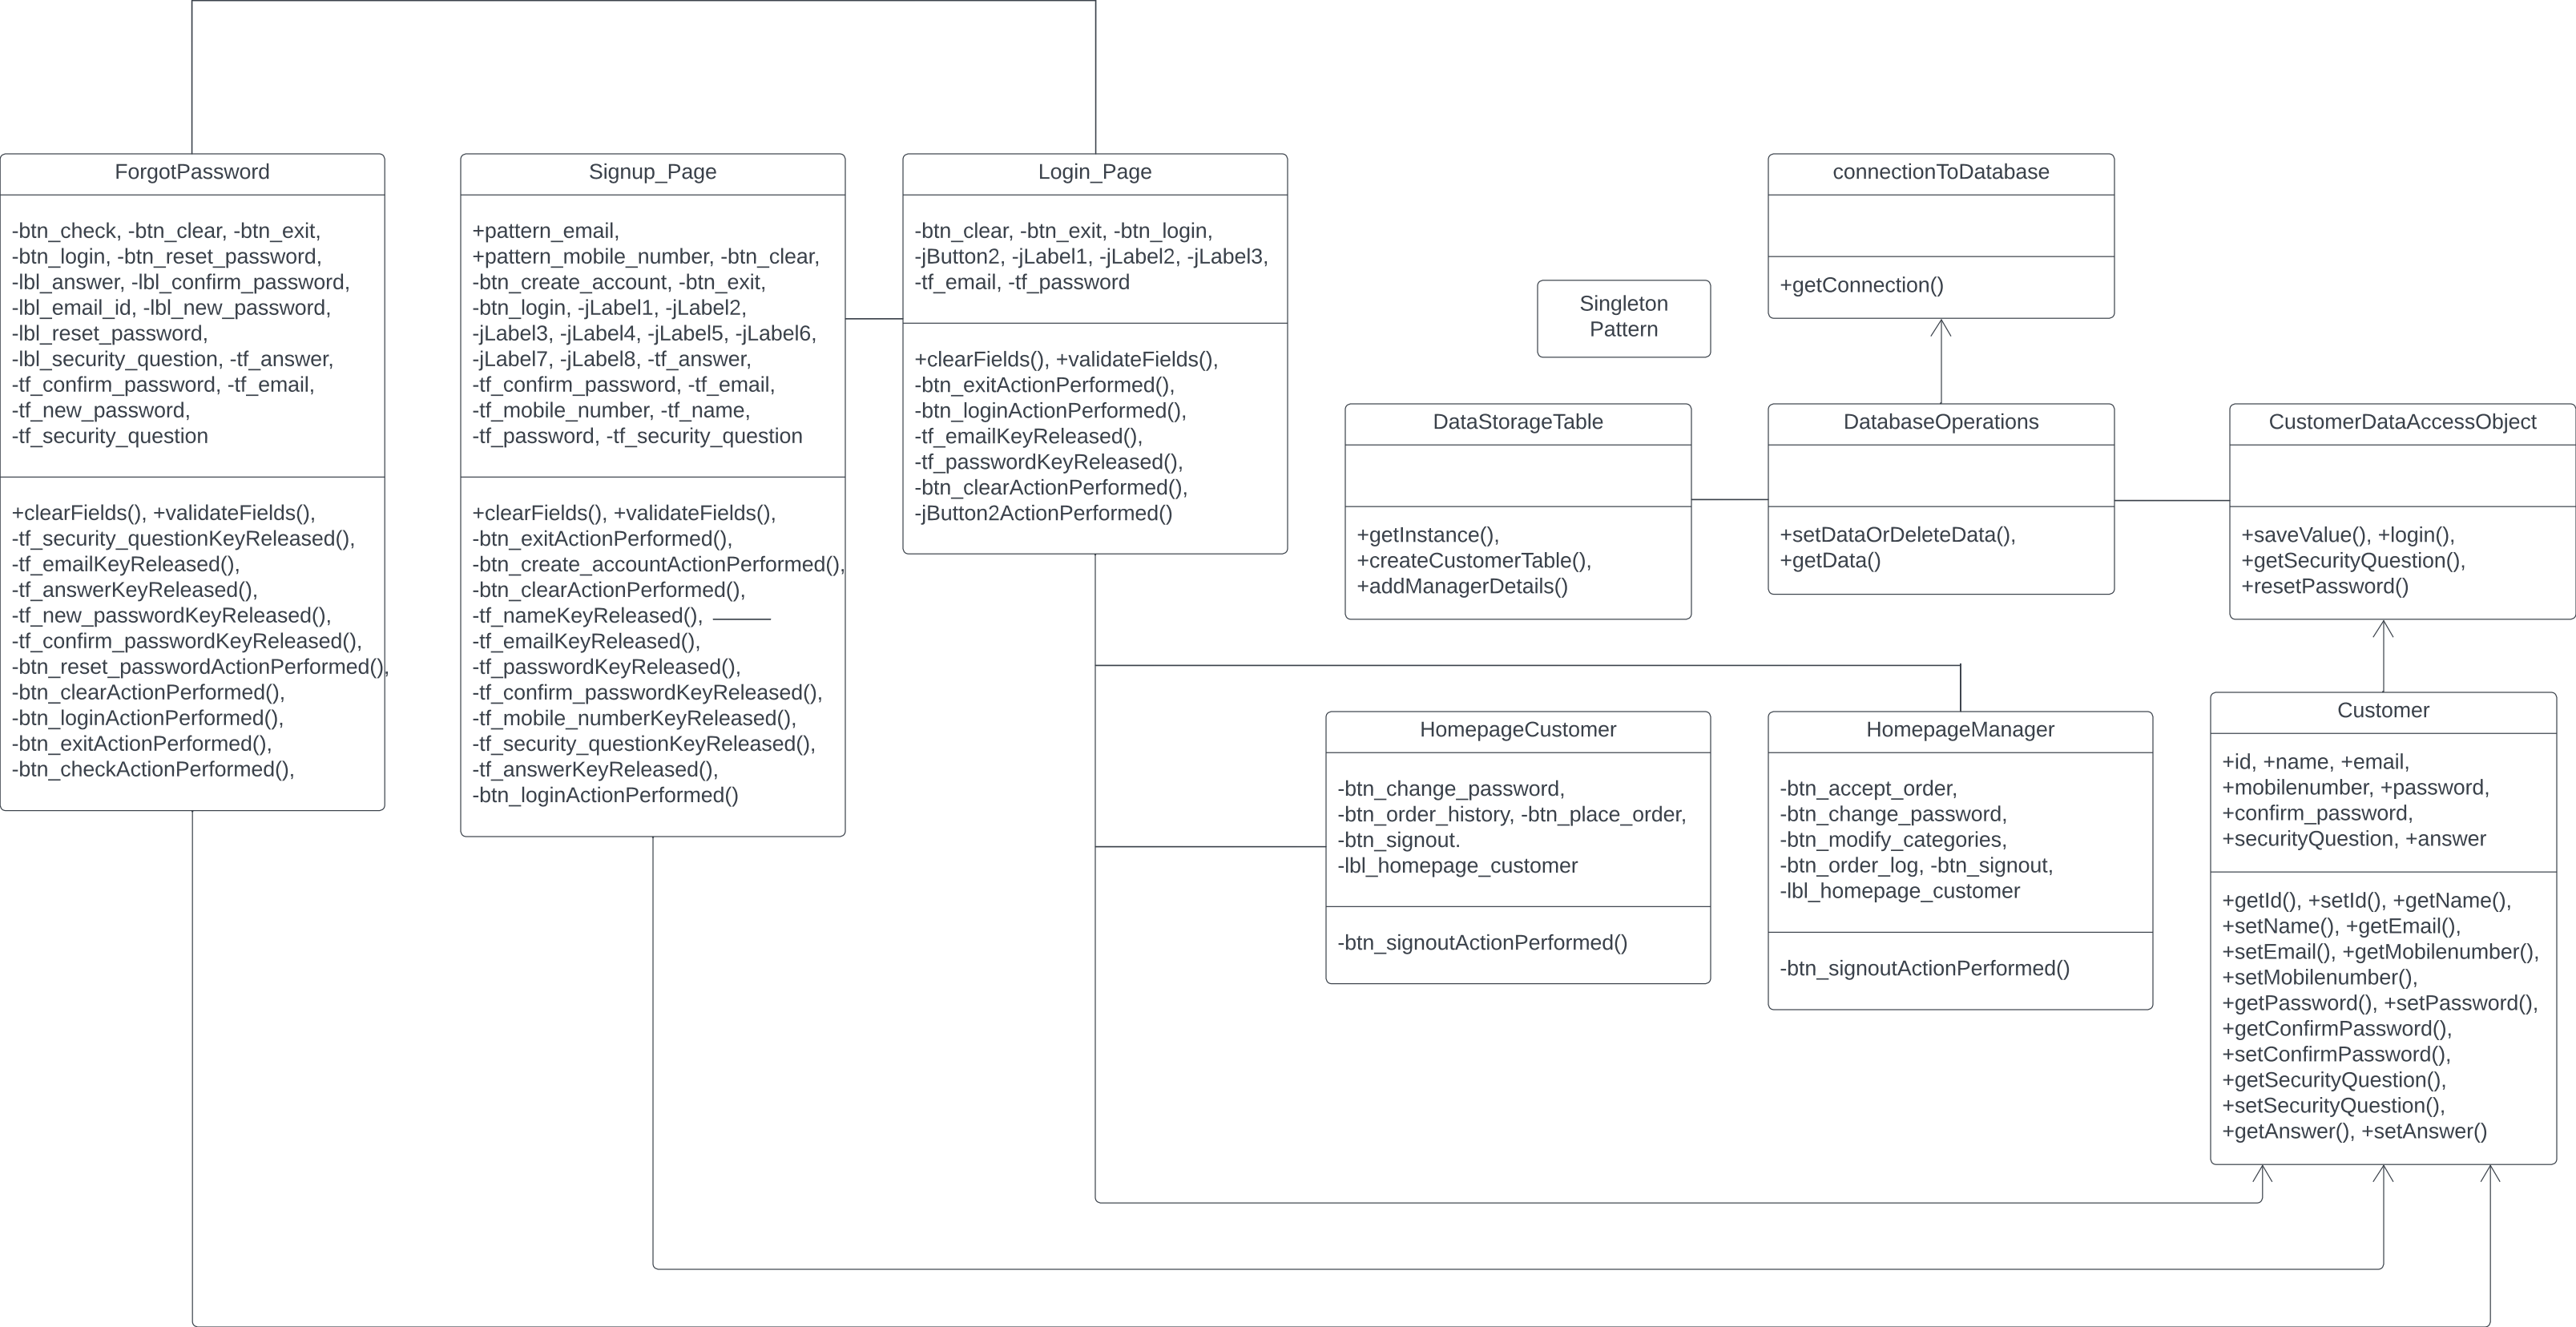 ForgotPassword
-btn_check, -btn_clear, -btn_exit,
-btn_login, -btn_reset_password,
-lbl_answer, -lbl_confirm_password,
-lbl_email_id, -lbl_new_password,
-lbl_reset_password,
-lbl_security_question, -tf_answer,
-tf_confirm_password, -tf_email,
-tf_new_password,
-tf_security_question
+clearFields(), +validateFields(),
-tf_security_questionKeyReleased(),
-tf_emailKeyReleased(),
-tf_answerKeyReleased(),
-tf_new_passwordKeyReleased(),
-tf_confirm_passwordKeyReleased(),
-btn_reset_passwordActionPerformed(),
-btn_clearActionPerformed(),
-btn_loginActionPerformed(),
-btn_exitActionPerformed(),
-btn_checkActionPerformed(),
Signup_Page
+pattern_email,
+pattern_mobile_number, -btn_clear,
-btn_create_account, -btn_exit,
-btn_login, -jLabel1, -jLabel2,
-jLabel3, -jLabel4, -jLabel5, -jLabel6,
-jLabel7, -jLabel8, -tf_answer,
-tf_confirm_password, -tf_email,
-tf_mobile_number, -tf_name,
-tf_password, -tf_security_question
+clearFields(), +validateFields(),
-btn_exitActionPerformed(),
-btn_create_accountActionPerformed(),
-btn_clearActionPerformed(),
-tf_nameKeyReleased(),
-tf_emailKeyReleased(),
-tf_passwordKeyReleased(),
-tf_confirm_passwordKeyReleased(),
-tf_mobile_numberKeyReleased(),
-tf_security_questionKeyReleased(),
-tf_answerKeyReleased(),
-btn_loginActionPerformed()
Login_Page
-btn_clear, -btn_exit, -btn_login,
-jButton2, -jLabel1, -jLabel2, -jLabel3,
-tf_email, -tf_password
+clearFields(), +validateFields(),
-btn_exitActionPerformed(),
-btn_loginActionPerformed(),
-tf_emailKeyReleased(),
-tf_passwordKeyReleased(),
-btn_clearActionPerformed(),
-jButton2ActionPerformed()
Singleton
Pattern
connectionToDatabase
+getConnection()
DataStorageTable
+getInstance(),
+createCustomerTable(),
+addManagerDetails()
DatabaseOperations
+setDataOrDeleteData(),
+getData()
CustomerDataAccessObject
+saveValue(), +login(),
+getSecurityQuestion(),
+resetPassword()
HomepageCustomer
-btn_change_password,
-btn_order_history, -btn_place_order,
-btn_signout.
-lbl_homepage_customer
-btn_signoutActionPerformed()
HomepageManager
-btn_accept_order,
-btn_change_password,
-btn_modify_categories,
-btn_order_log, -btn_signout,
-lbl_homepage_customer
-btn_signoutActionPerformed()
Customer
+id, +name, +email,
+mobilenumber, +password,
+confirm_password,
+securityQuestion, +answer
+getId(), +setId(), +getName(),
+setName(), +getEmail(),
+setEmail(), +getMobilenumber(),
+setMobilenumber(),
+getPassword(), +setPassword(),
+getConfirmPassword(),
+setConfirmPassword(),
+getSecurityQuestion(),
+setSecurityQuestion(),
+getAnswer(), +setAnswer()